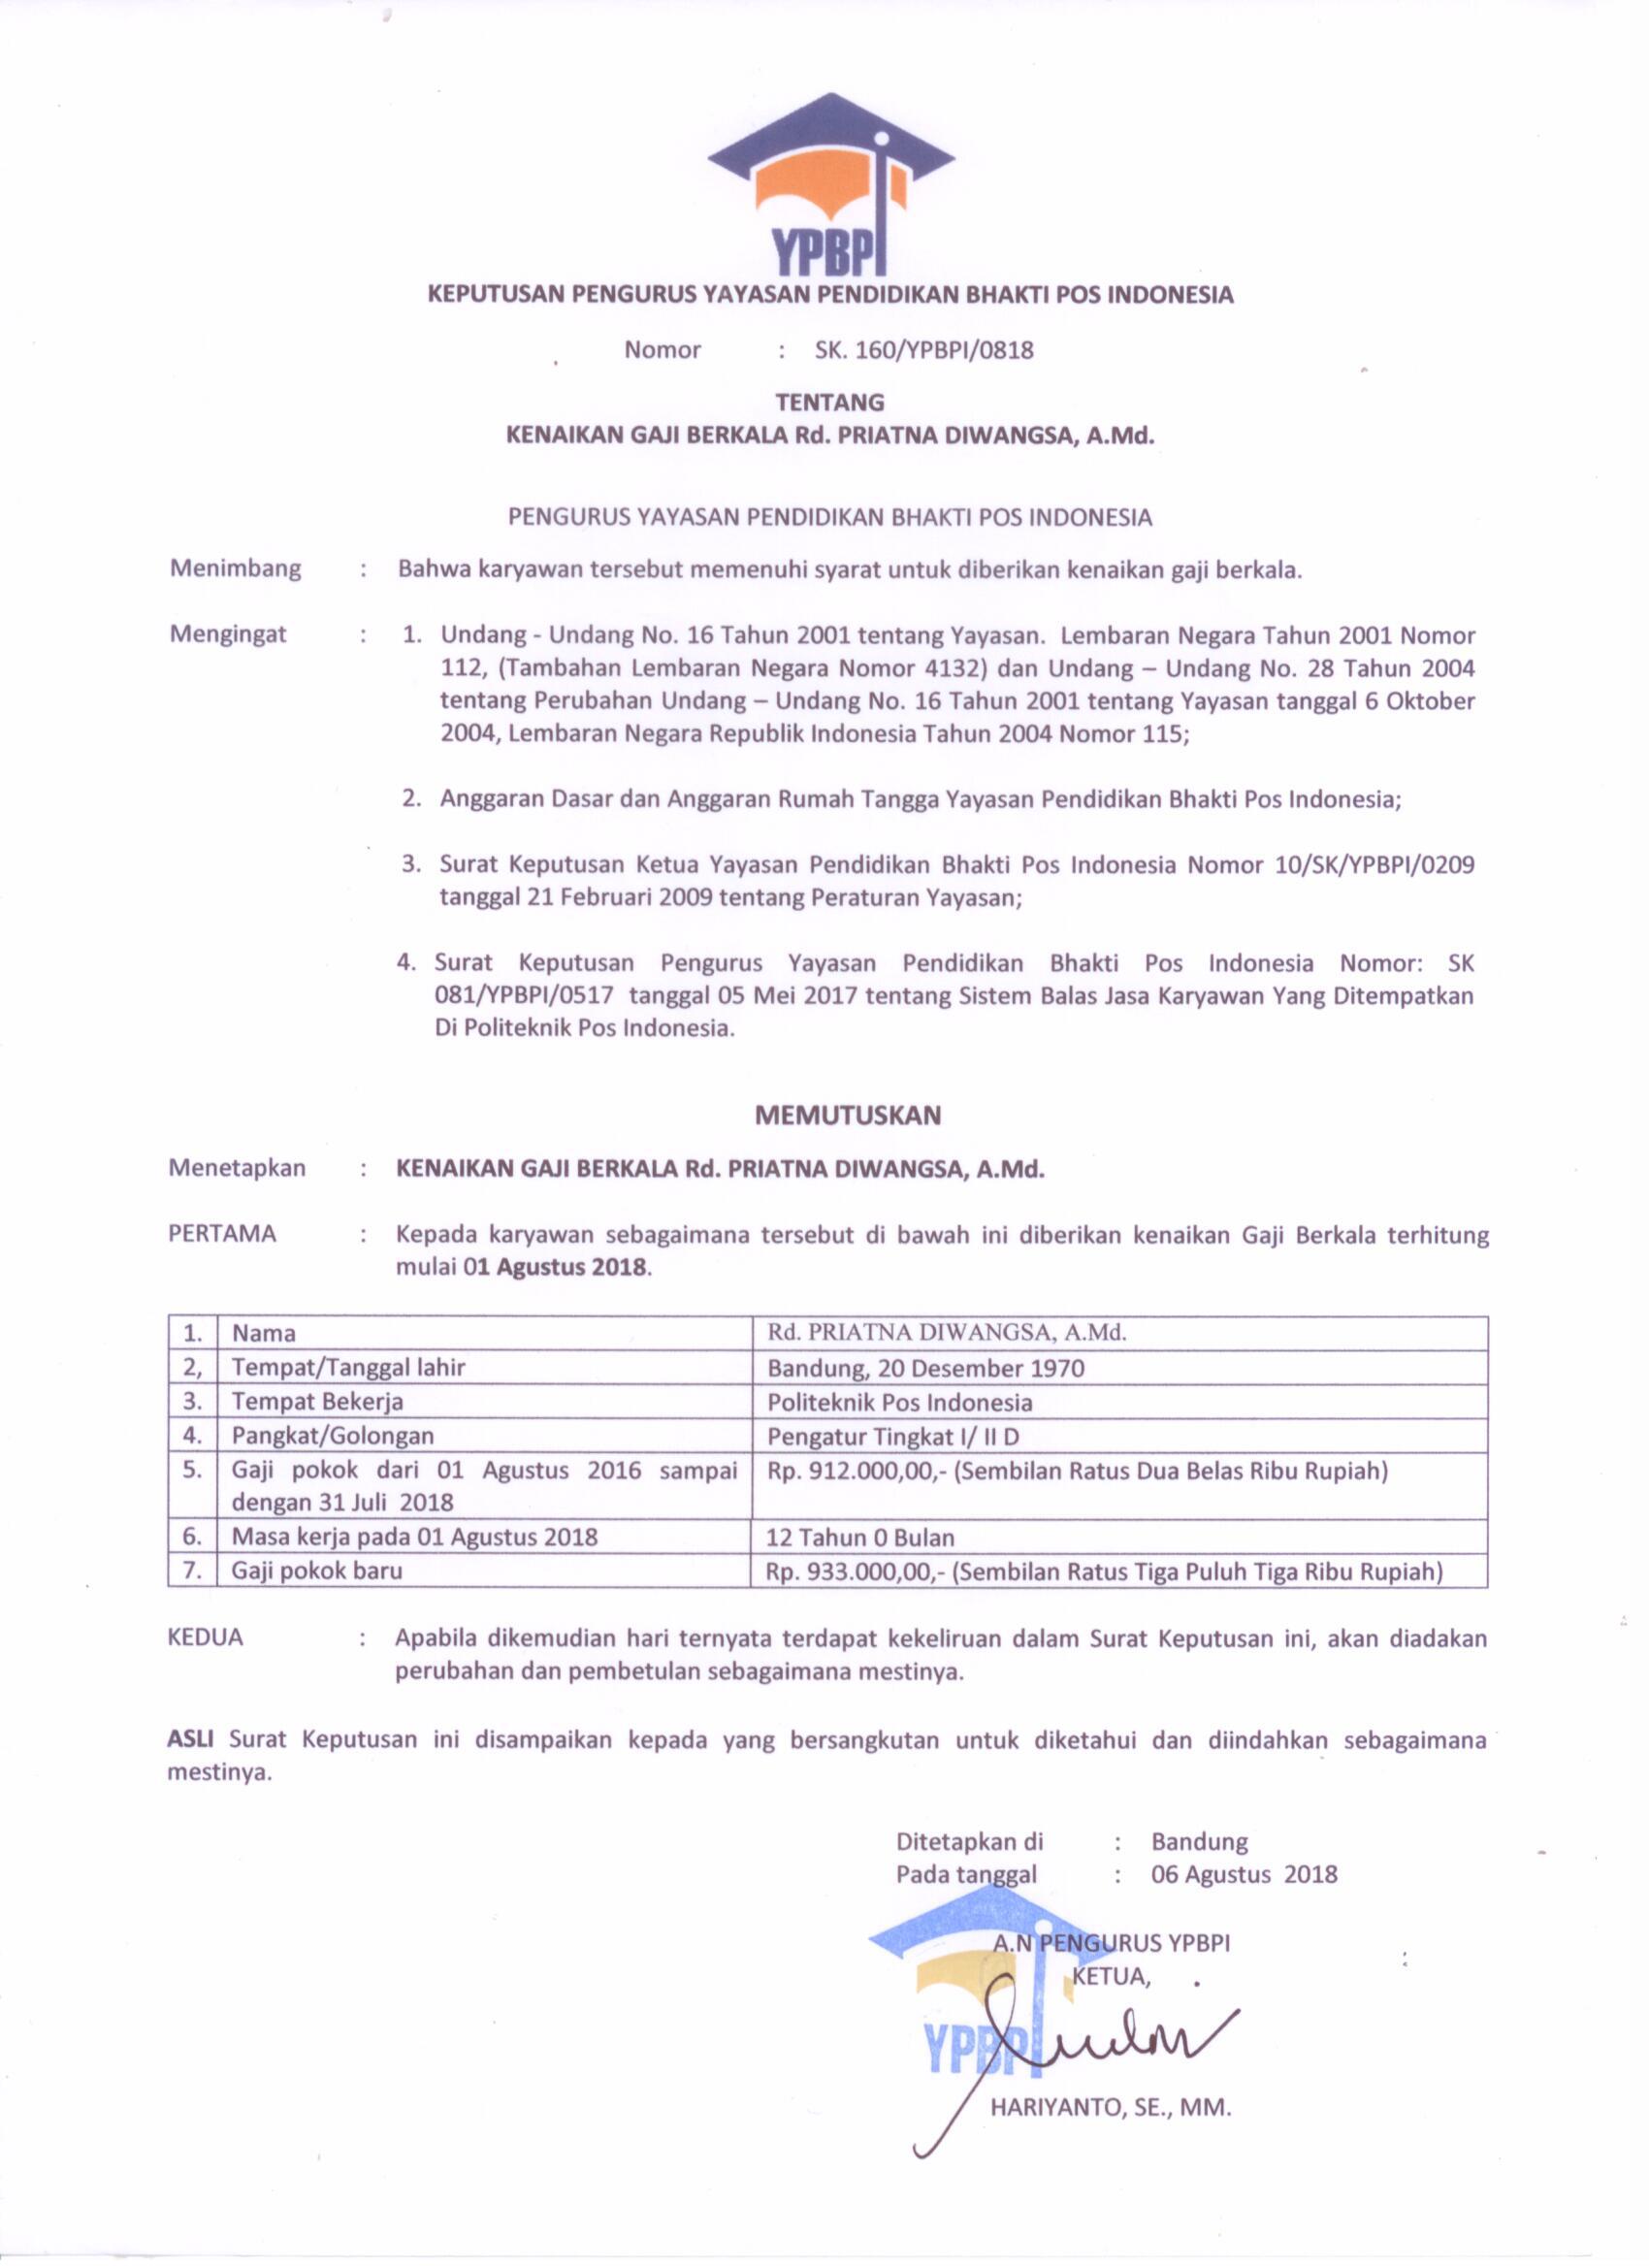 YPBPI
KEPUTUSAN PENGURUS YAYASAN PENDIDIKAN BHAKTI POS INDONESIA
Nomor : SK. 160/YPBPI/0818
TENTANG
KENAIKAN GAJI BERKALA Rd. PRIATNA DIWANGSA, A.Md.
PENGURUS YAYASAN PENDIDIKAN BHAKTI POS INDONESIA
Menimbang : Bahwa karyawan tersebut memenuhi syarat untuk diberikan kenaikan gaji berkala.
Mengingat : 1. Undang - Undang No. 16 Tahun 2001 tentang Yayasan. Lembaran Negara Tahun 2001 Nomor
112, (Tambahan Lembaran Negara Nomor 4132) dan Undang – Undang No. 28 Tahun 2004
tentang Perubahan Undang – Undang No. 16 Tahun 2001 tentang Yayasan tanggal 6 Oktober
2004, Lembaran Negara Republik Indonesia Tahun 2004 Nomor 115;
2. Anggaran Dasar dan Anggaran Rumah Tangga Yayasan Pendidikan Bhakti Pos Indonesia;
3. Surat Keputusan Ketua Yayasan Pendidikan Bhakti Pos Indonesia Nomor 10/SK/YPBPI/0209
tanggal 21 Februari 2009 tentang Peraturan Yayasan;
4. Surat Keputusan Pengurus Yayasan Pendidikan Bhakti Pos Indonesia Nomor: SK
081/YPBPI/0517 tanggal 05 Mei 2017 tentang Sistem Balas Jasa Karyawan Yang Ditempatkan
Di Politeknik Pos Indonesia.
MEMUTUSKAN
Menetapkan : KENAIKAN GAJI BERKALA Rd. PRIATNA DIWANGSA, A.Md.
PERTAMA : Kepada karyawan sebagaimana tersebut di bawah ini diberikan kenaikan Gaji Berkala terhitung
mulai 01 Agustus 2018.
1. Nama Rd. PRIATNA DIWANGSA, A.Md.
2, Tempat/Tanggal lahir Bandung, 20 Desember 1970
3. Tempat Bekerja Politeknik Pos Indonesia
4. Pangkat/Golongan Pengatur Tingkat I/ II D
5. Gaji pokok dari 01 Agustus 2016 sampai Rp. 912.000,00,- (Sembilan Ratus Dua Belas Ribu Rupiah)
dengan 31 Juli 2018
6. Masa kerja pada 01 Agustus 2018 12 Tahun 0 Bulan
7. Gaji pokok baru Rp. 933.000,00,- (Sembilan Ratus Tiga Puluh Tiga Ribu Rupiah)
KEDUA : Apabila dikemudian hari ternyata terdapat kekeliruan dalam Surat Keputusan ini, akan diadakan
perubahan dan pembetulan sebagaimana mestinya.
ASLI Surat Keputusan ini disampaikan kepada yang bersangkutan untuk diketahui dan diindahkan sebagaimana
mestinya.
Ditetapkan di : Bandung
Pada tanggal : 06 Agustus 2018
A.N PENGURUS YPBPI
KETUA,
YPBPI
HARIYANTO, SE., MM.